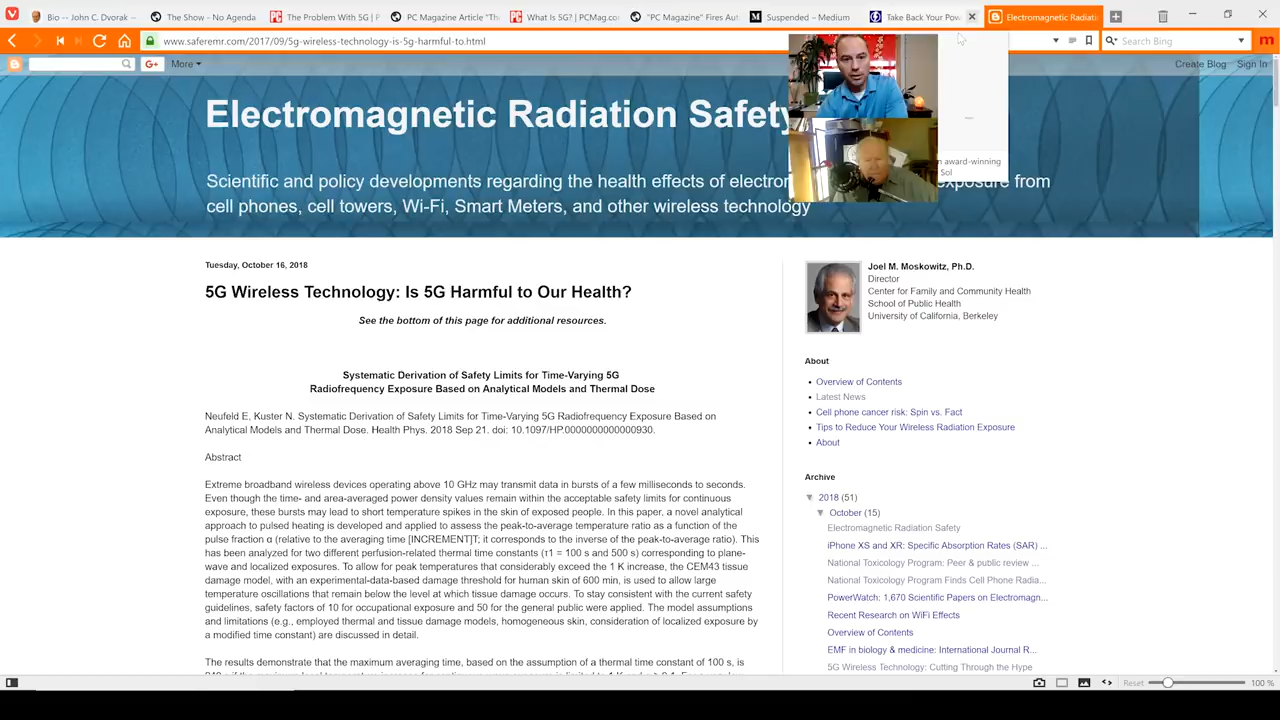 Bio -- John C. Dvorak -
The Show - No Agenda
The Problem With 5G | P
PC Magazine Article "The
What Is 5G? | PCMag.co
"PC Magazine" Fires Aut
Suspended – Medium
Take Back Your Pow
Electromagnetic Radiati
www.saferemr.com/2017/09/5g-wireless-technology-is-5g-harmful-to.html
Search Bing
G+
More
Create Blog
Sign In
Electromagnetic Radiation Safety
n award-winning
Sol
Scientific and policy developments regarding the health effects of electro exposure from
cell phones, cell towers, Wi-Fi, Smart Meters, and other wireless technology
Tuesday, October 16, 2018
5G Wireless Technology: Is 5G Harmful to Our Health?
See the bottom of this page for additional resources.
Systematic Derivation of Safety Limits for Time-Varying 5G
Radiofrequency Exposure Based on Analytical Models and Thermal Dose
Neufeld E, Kuster N. Systematic Derivation of Safety Limits for Time-Varying 5G Radiofrequency Exposure Based on
Analytical Models and Thermal Dose. Health Phys. 2018 Sep 21. doi: 10.1097/HP.0000000000000930.
Abstract
Extreme broadband wireless devices operating above 10 GHz may transmit data in bursts of a few milliseconds to seconds.
Even though the time- and area-averaged power density values remain within the acceptable safety limits for continuous
exposure, these bursts may lead to short temperature spikes in the skin of exposed people. In this paper, a novel analytical
approach to pulsed heating is developed and applied to assess the peak-to-average temperature ratio as a function of the
pulse fraction α (relative to the averaging time [INCREMENT]T; it corresponds to the inverse of the peak-to-average ratio). This
has been analyzed for two different perfusion-related thermal time constants (τ1 = 100 s and 500 s) corresponding to plane-
wave and localized exposures. To allow for peak temperatures that considerably exceed the 1 K increase, the CEM43 tissue
damage model, with an experimental-data-based damage threshold for human skin of 600 min, is used to allow large
temperature oscillations that remain below the level at which tissue damage occurs. To stay consistent with the current safety
guidelines, safety factors of 10 for occupational exposure and 50 for the general public were applied. The model assumptions
and limitations (e.g., employed thermal and tissue damage models, homogeneous skin, consideration of localized exposure by
a modified time constant) are discussed in detail.
The results demonstrate that the maximum averaging time, based on the assumption of a thermal time constant of 100 s, is
Joel M. Moskowitz, Ph.D.
Director
Center for Family and Community Health
School of Public Health
University of California, Berkeley
About
Overview of Contents
Latest News
Cell phone cancer risk: Spin vs. Fact
Tips to Reduce Your Wireless Radiation Exposure
About
Archive
2018 (51)
October (15)
Electromagnetic Radiation Safety
iPhone XS and XR: Specific Absorption Rates (SAR) ...
National Toxicology Program: Peer & public review ...
National Toxicology Program Finds Cell Phone Radia...
PowerWatch: 1,670 Scientific Papers on Electromagn...
Recent Research on WiFi Effects
Overview of Contents
EMF in biology & medicine: International Journal R...
5G Wireless Technology: Cutting Through the Hype
Reset
100 %